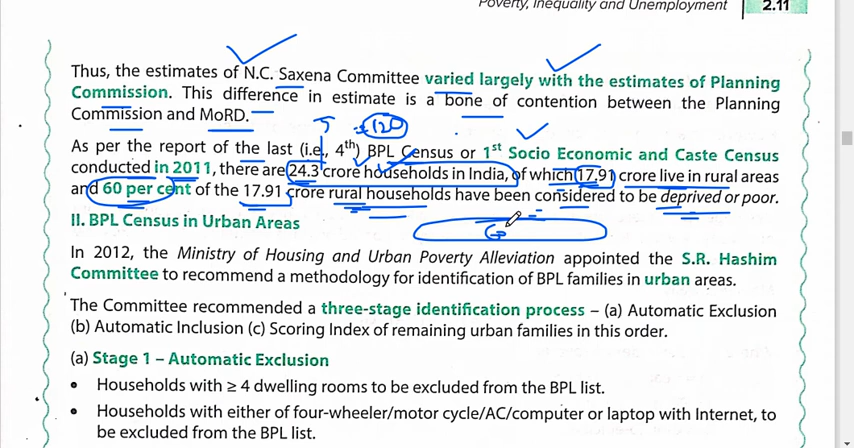 Poverty, Inequality and Unemployment 2.11
Thus, the estimates of N.C. Saxena Committee varied largely with the estimates of Planning
Commission. This difference in estimate is a bone of contention between the Planning
Commission and MoRD.
120
As per the report of the last (i.e., 4th) BPL Census or 1st Socio Economic and Caste Census
conducted in 2011, there are 24.3 crore households in India, of which 17.91 crore live in rural areas
and 60 per cent of the 17.91 crore rural households have been considered to be deprived or poor.
II. BPL Census in Urban Areas
In 2012, the Ministry of Housing and Urban Poverty Alleviation appointed the S.R. Hashim
Committee to recommend a methodology for identification of BPL families in urban areas.
The Committee recommended a three-stage identification process – (a) Automatic Exclusion
(b) Automatic Inclusion (c) Scoring Index of remaining urban families in this order.
(a) Stage 1 – Automatic Exclusion
• Households with ≥ 4 dwelling rooms to be excluded from the BPL list.
• Households with either of four-wheeler/motor cycle/AC/computer or laptop with Internet, to
be excluded from the BPL list.